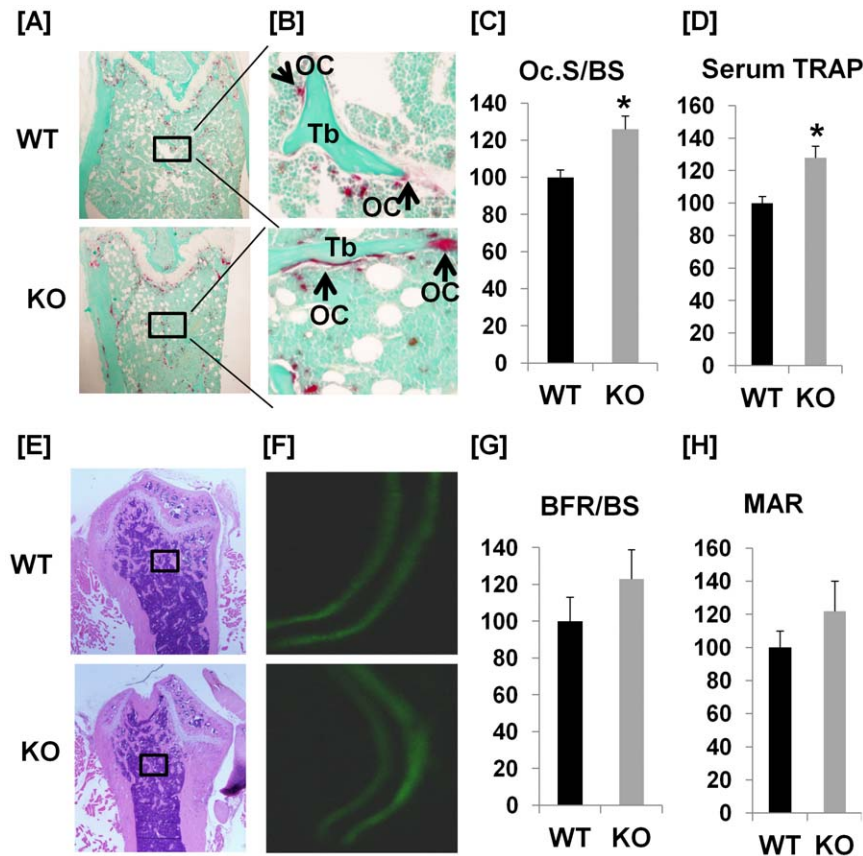 [A]
[B]
[C]
[D]
WT
KO
OC
Tb
OC
Tb
OC
OC
Oc.S/BS
*
140
120
100
80
60
40
20
0
WT KO
Serum TRAP
*
160
140
120
100
80
60
40
20
0
WT KO
[E]
[F]
[G]
[H]
WT
KO
BFR/BS
140
120
100
80
60
40
20
0
WT KO
MAR
160
140
120
100
80
60
40
20
0
WT KO